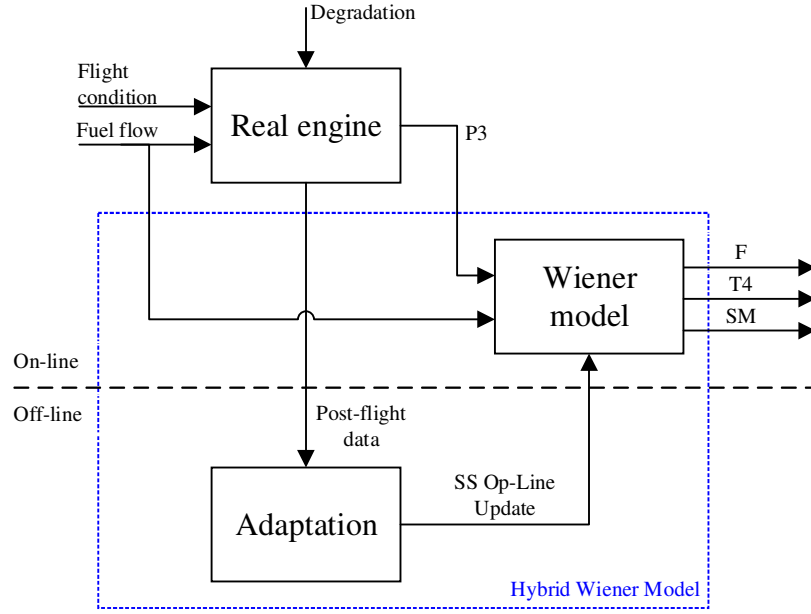 Degradation
Flight
condition
Fuel flow
Real engine
P3
Wiener
model
F
T4
SM
On-line
Off-line
Post-flight
data
Adaptation
SS Op-Line
Update
Hybrid Wiener Model